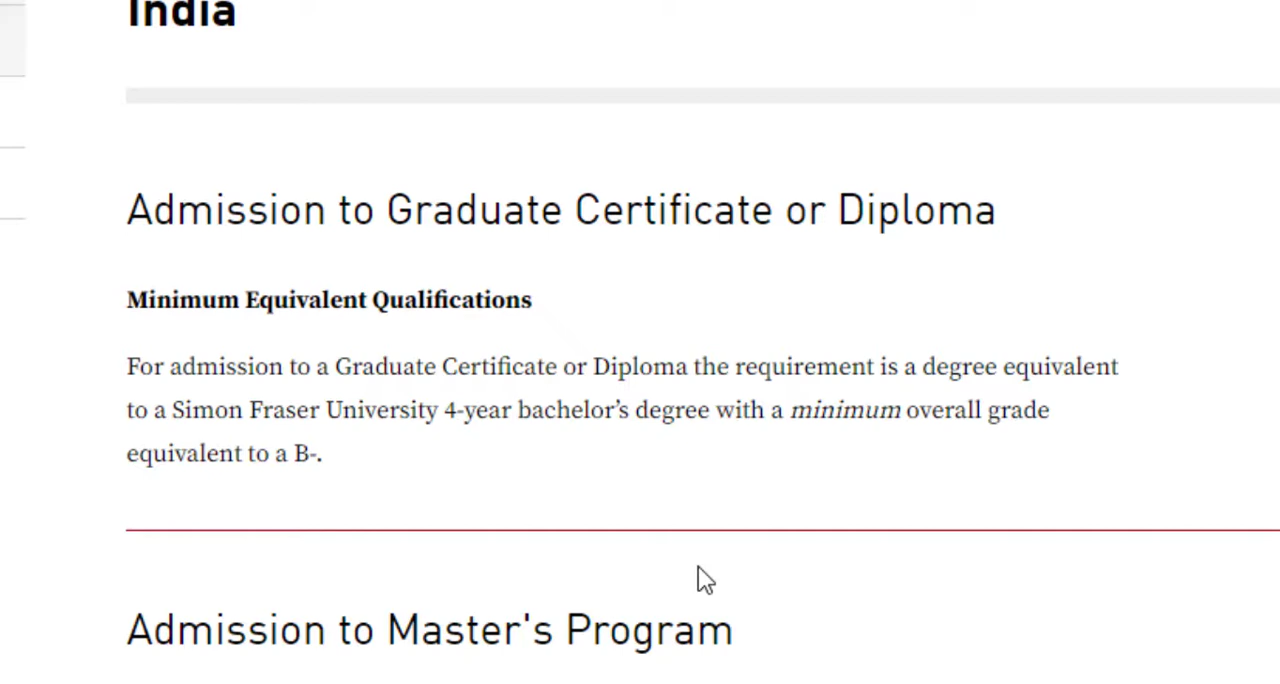 India
Admission to Graduate Certificate or Diploma
Minimum Equivalent Qualifications
For admission to a Graduate Certificate or Diploma the requirement is a degree equivalent
to a Simon Fraser University 4-year bachelor’s degree with a minimum overall grade
equivalent to a B-.
Admission to Master's Program